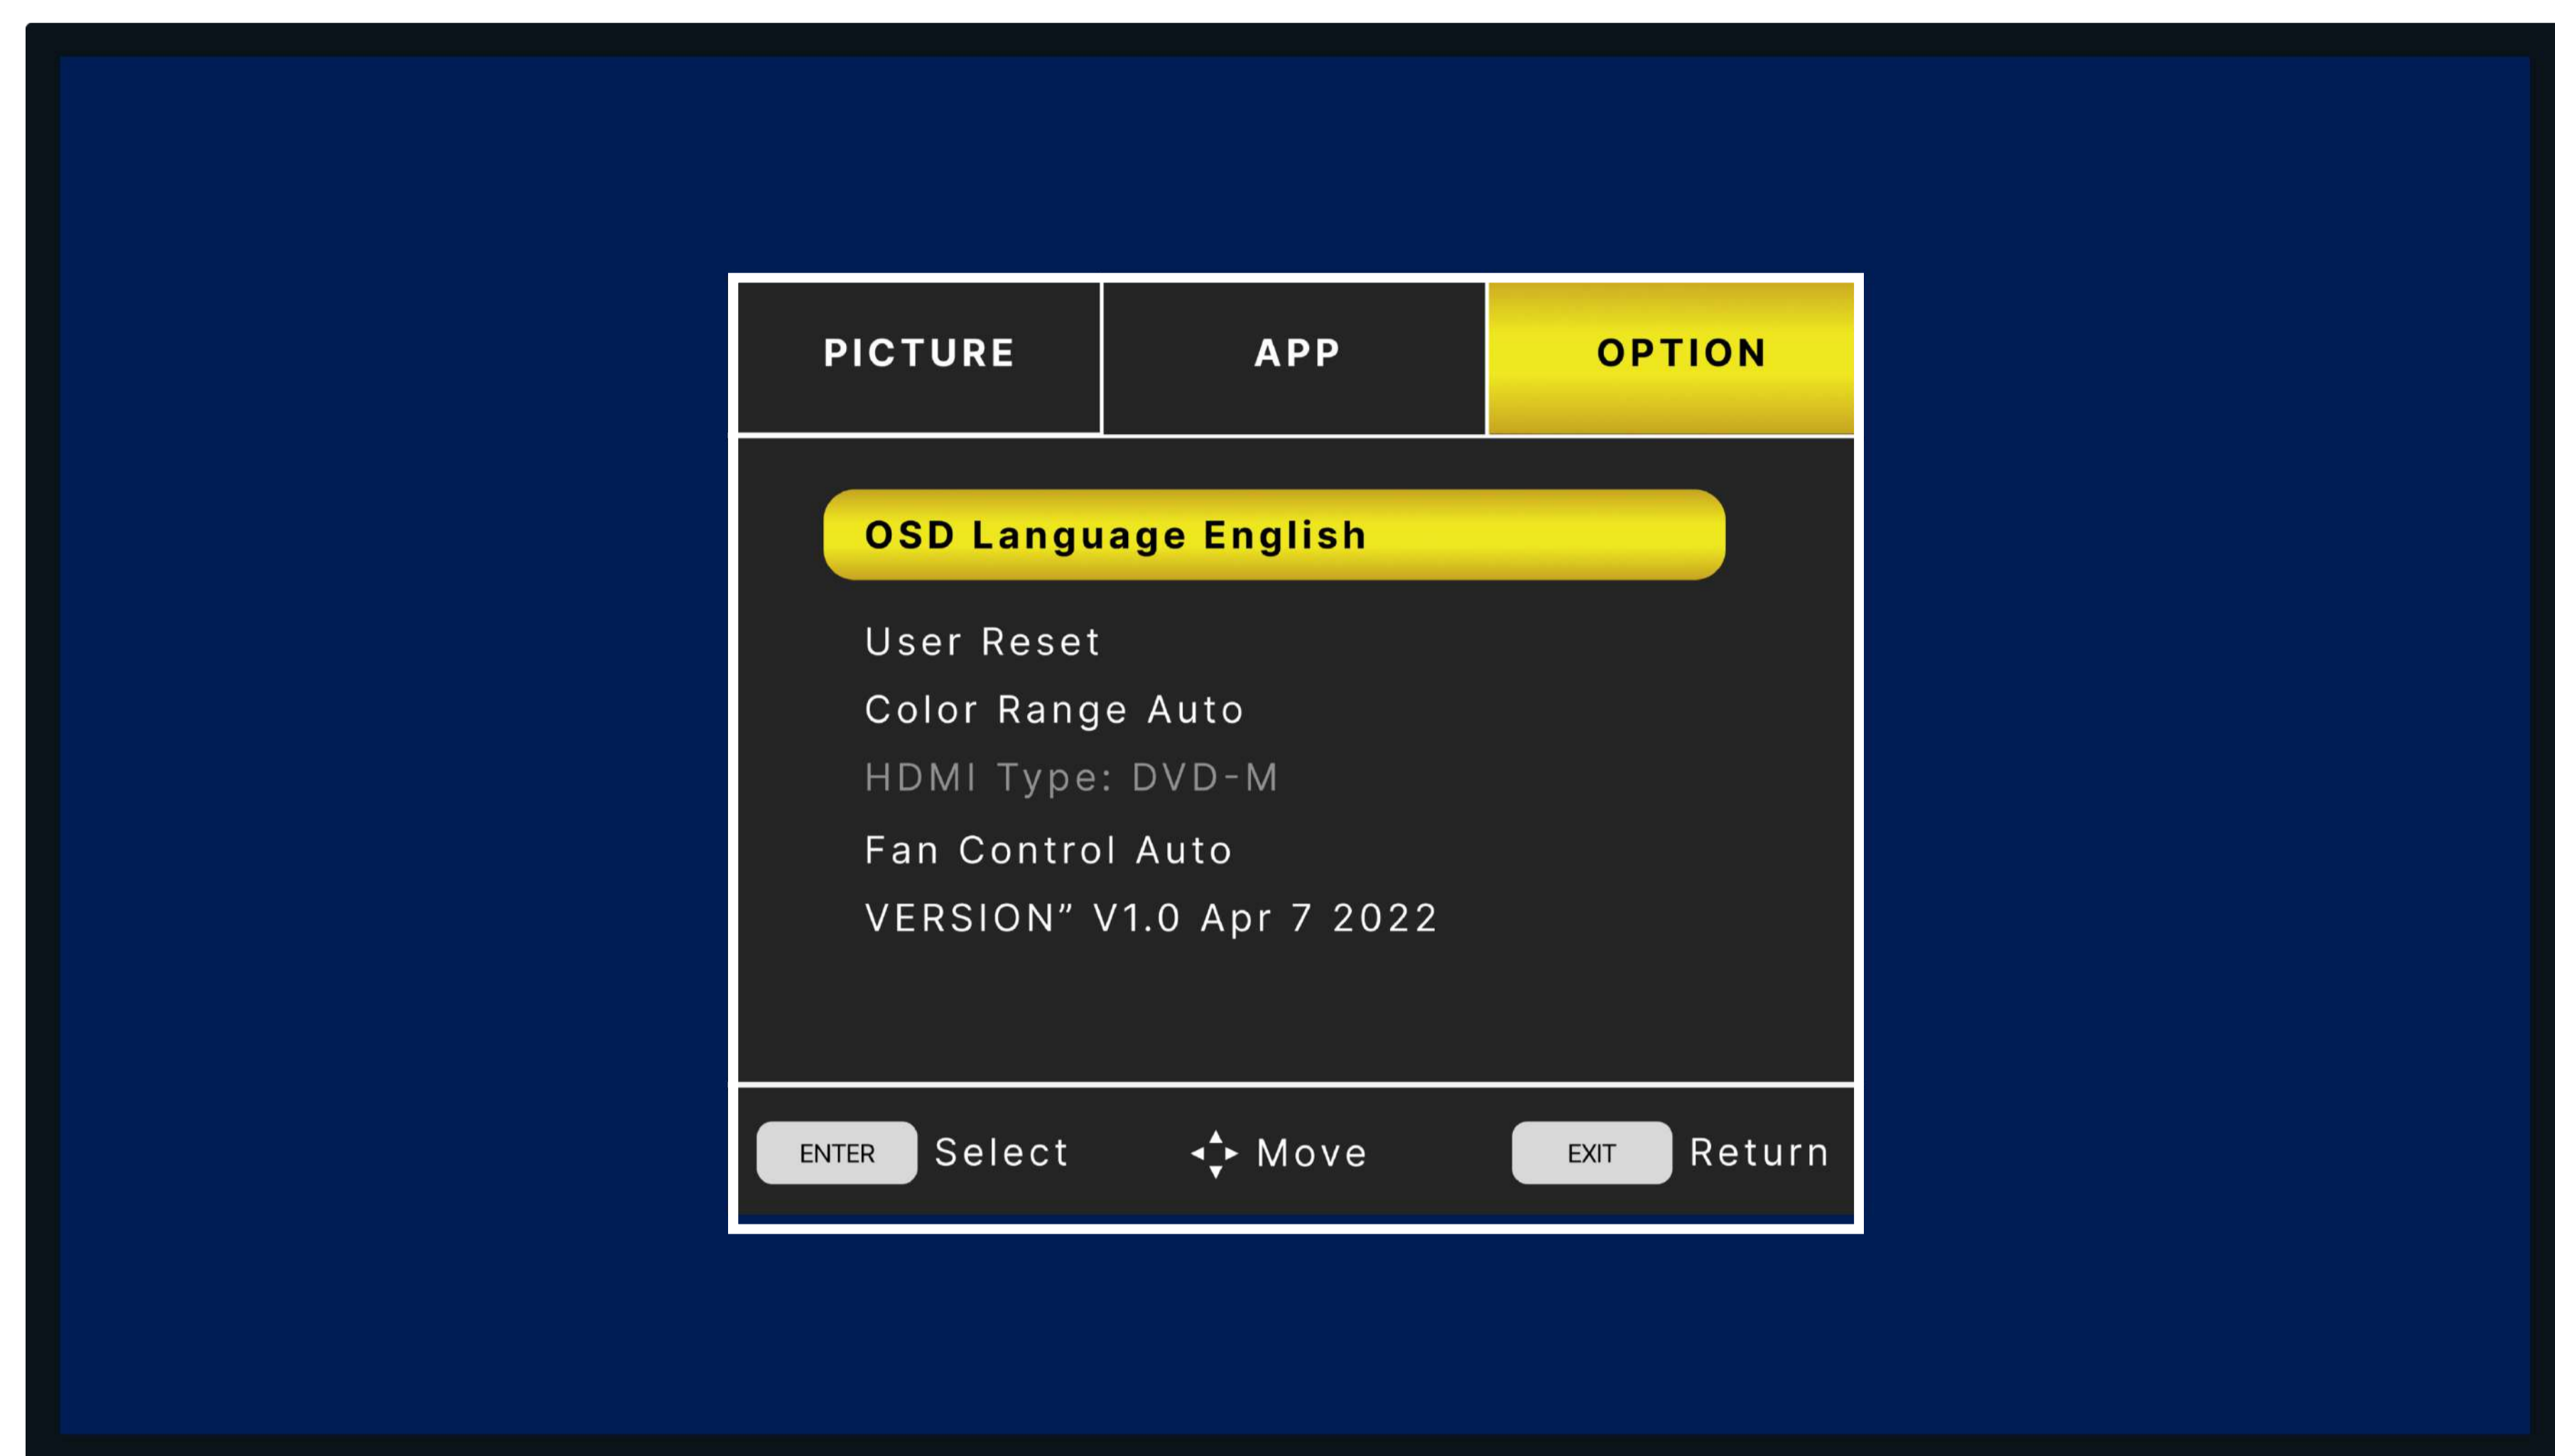 PICTURE APP OPTION
OSD Language English
User Reset
Color Range Auto
HDMI Type: DVD-M
Fan Control Auto
VERSION” V1.0 Apr 7 2022
ENTER Select Move EXIT Return